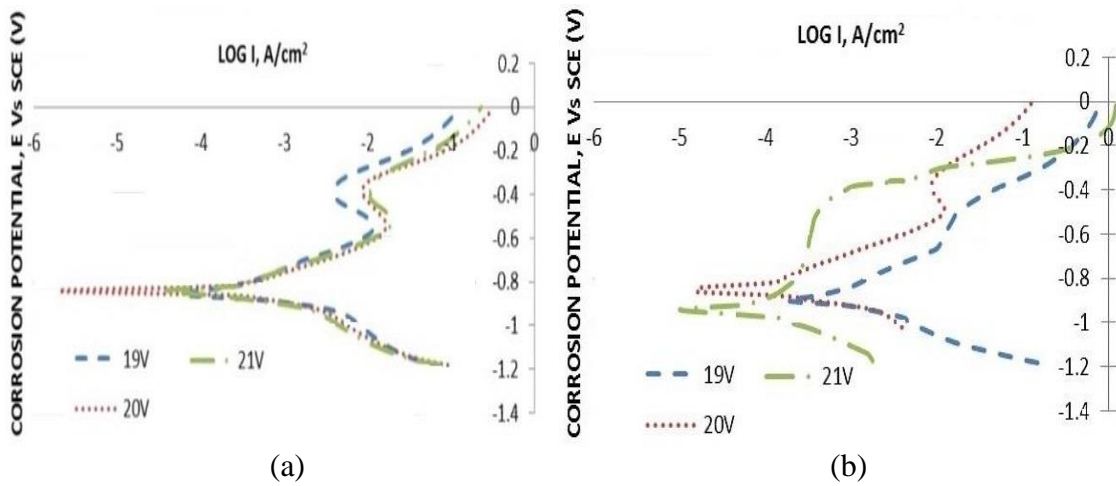 CORROSION POTENTIAL, E Vs SCE (V)
LOG I, A/cm²
0.2
0
-6 -5 -4 -3 -2 -1 0
-0.2
-0.4
-0.6
-0.8
-1
-1.2
-1.4
19V 21V
20V
(a)
CORROSION POTENTIAL, E Vs SCE (V)
LOG I, A/cm²
0.2
0
-6 -5 -4 -3 -2 -1 0
-0.2
-0.4
-0.6
-0.8
-1
-1.2
-1.4
19V 21V
20V
(b)